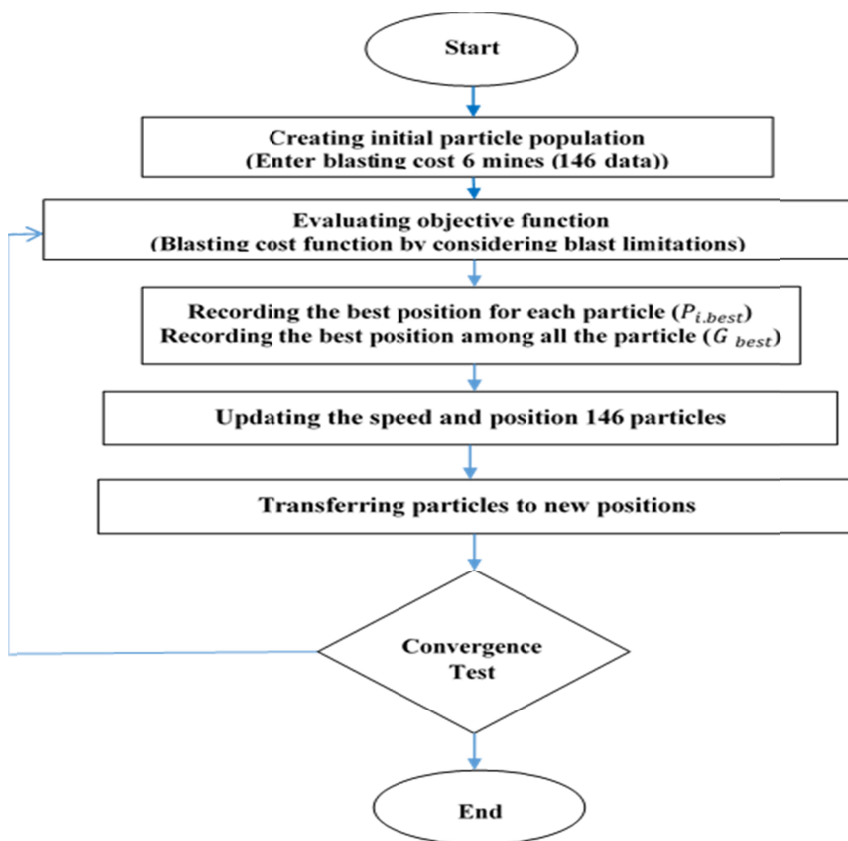 Start
Creating initial particle population
(Enter blasting cost 6 mines (146 data))
Evaluating objective function
(Blasting cost function by considering blast limitations)
Recording the best position for each particle (P_{i.best})
Recording the best position among all the particle (G_{best})
Updating the speed and position 146 particles
Transferring particles to new positions
Convergence
Test
End